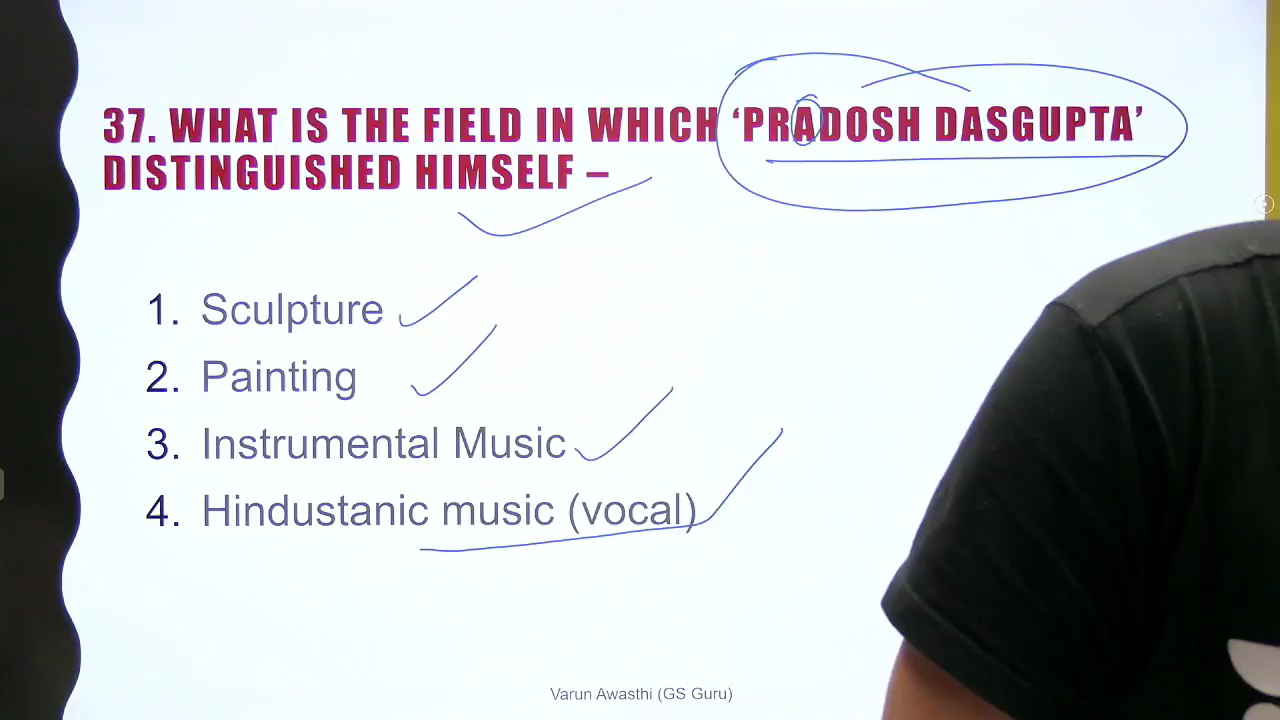 37. WHAT IS THE FIELD IN WHICH ‘PRADOSH DASGUPTA’
DISTINGUISHED HIMSELF –
1. Sculpture
2. Painting
3. Instrumental Music
4. Hindustanic music (vocal)
Varun Awasthi (GS Guru)